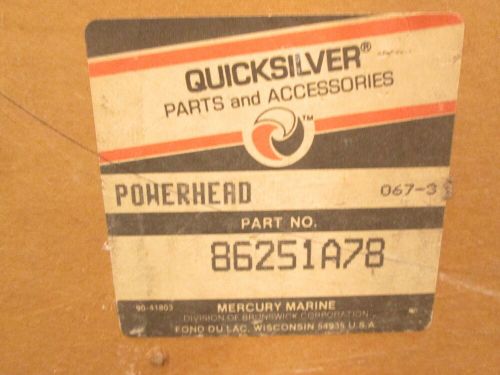 QUICKSILVER®
PARTS and ACCESSORIES
™
POWERHEAD 067-3
PART NO.
86251A78
90-41803 MERCURY MARINE
DIVISION OF BRUNSWICK CORPORATION
FOND DU LAC, WISCONSIN 54935 U.S.A.